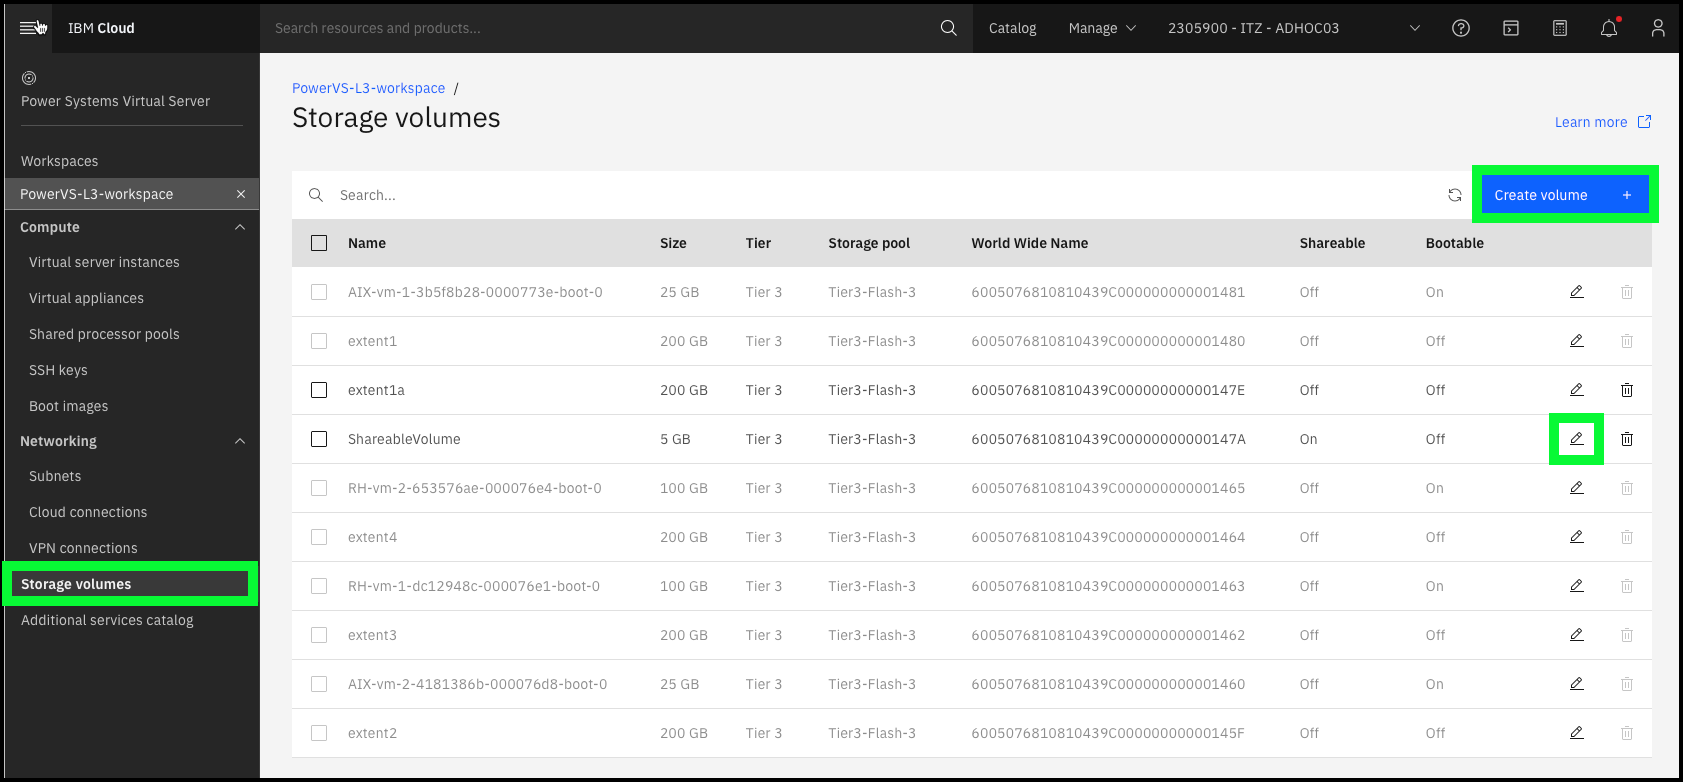 IBM Cloud
Search resources and products...
Catalog
Manage
2305900 - ITZ - ADHOC03
Power Systems Virtual Server
Workspaces
PowerVS-L3-workspace
Compute
Virtual server instances
Virtual appliances
Shared processor pools
SSH keys
Boot images
Networking
Subnets
Cloud connections
VPN connections
Storage volumes
Additional services catalog
PowerVS-L3-workspace /
Storage volumes
Learn more
Search...
Create volume +
Name Size Tier Storage pool World Wide Name Shareable Bootable
AIX-vm-1-3b5f8b28-0000773e-boot-0 25 GB Tier 3 Tier3-Flash-3 6005076810810439C000000000001481 Off On
extent1 200 GB Tier 3 Tier3-Flash-3 6005076810810439C000000000001480 Off Off
extent1a 200 GB Tier 3 Tier3-Flash-3 6005076810810439C00000000000147E Off Off
ShareableVolume 5 GB Tier 3 Tier3-Flash-3 6005076810810439C00000000000147A On Off
RH-vm-2-653576ae-000076e4-boot-0 100 GB Tier 3 Tier3-Flash-3 6005076810810439C000000000001465 Off On
extent4 200 GB Tier 3 Tier3-Flash-3 6005076810810439C000000000001464 Off Off
RH-vm-1-dc12948c-000076e1-boot-0 100 GB Tier 3 Tier3-Flash-3 6005076810810439C000000000001463 Off On
extent3 200 GB Tier 3 Tier3-Flash-3 6005076810810439C000000000001462 Off Off
AIX-vm-2-4181386b-000076d8-boot-0 25 GB Tier 3 Tier3-Flash-3 6005076810810439C000000000001460 Off On
extent2 200 GB Tier 3 Tier3-Flash-3 6005076810810439C00000000000145F Off Off